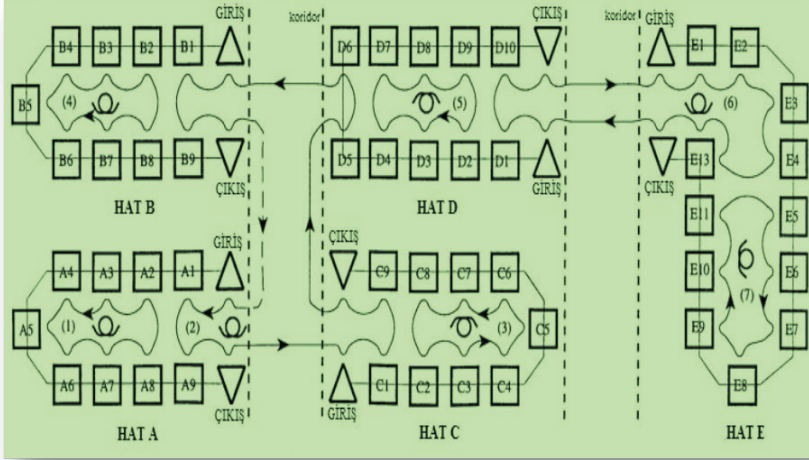 GİRİŞ
koridor
ÇIKIŞ
koridor
GİRİŞ
B4 B3 B2 B1
D6 D7 D8 D9 D10
E1 E2
B5
(4)
(5)
(6)
E3
B6 B7 B8 B9
D5 D4 D3 D2 D1
E13
E4
ÇIKIŞ
GİRİŞ
ÇIKIŞ
HAT B
HAT D
E11
E5
GİRİŞ
ÇIKIŞ
A4 A3 A2 A1
C9 C8 C7 C6
E10
E6
(7)
A5
(1)
(2)
(3)
C5
E9
E7
A6 A7 A8 A9
C1 C2 C3 C4
E8
ÇIKIŞ
GİRİŞ
HAT A
HAT C
HAT E